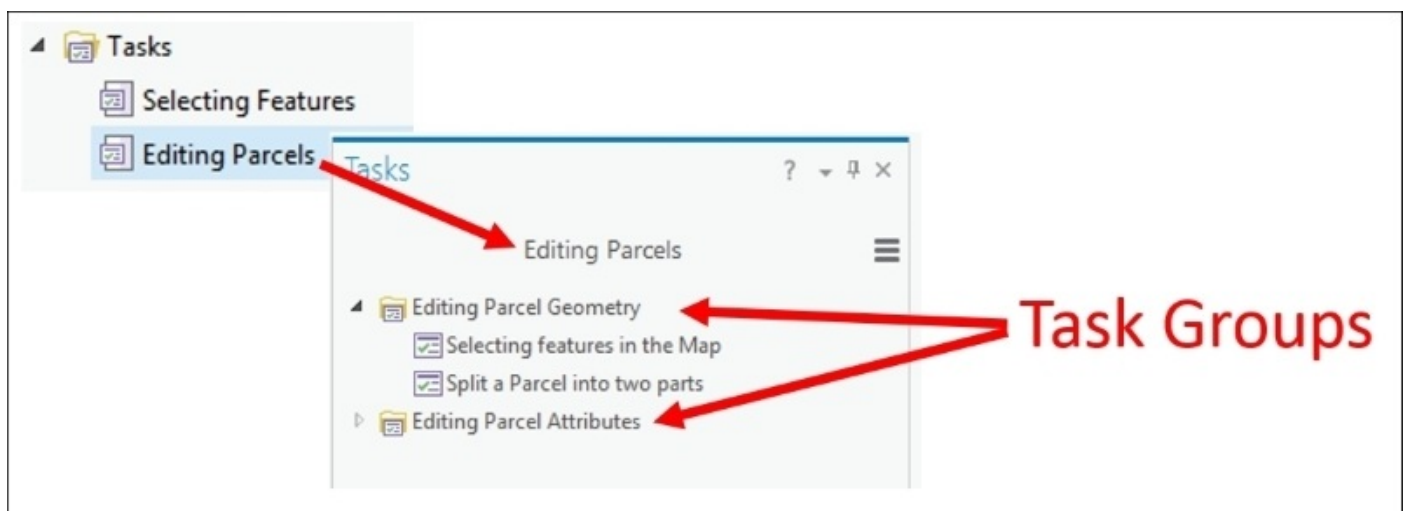 Tasks
Selecting Features
Editing Parcels
Tasks
?
Editing Parcels
Editing Parcel Geometry
Selecting features in the Map
Split a Parcel into two parts
Editing Parcel Attributes
Task Groups